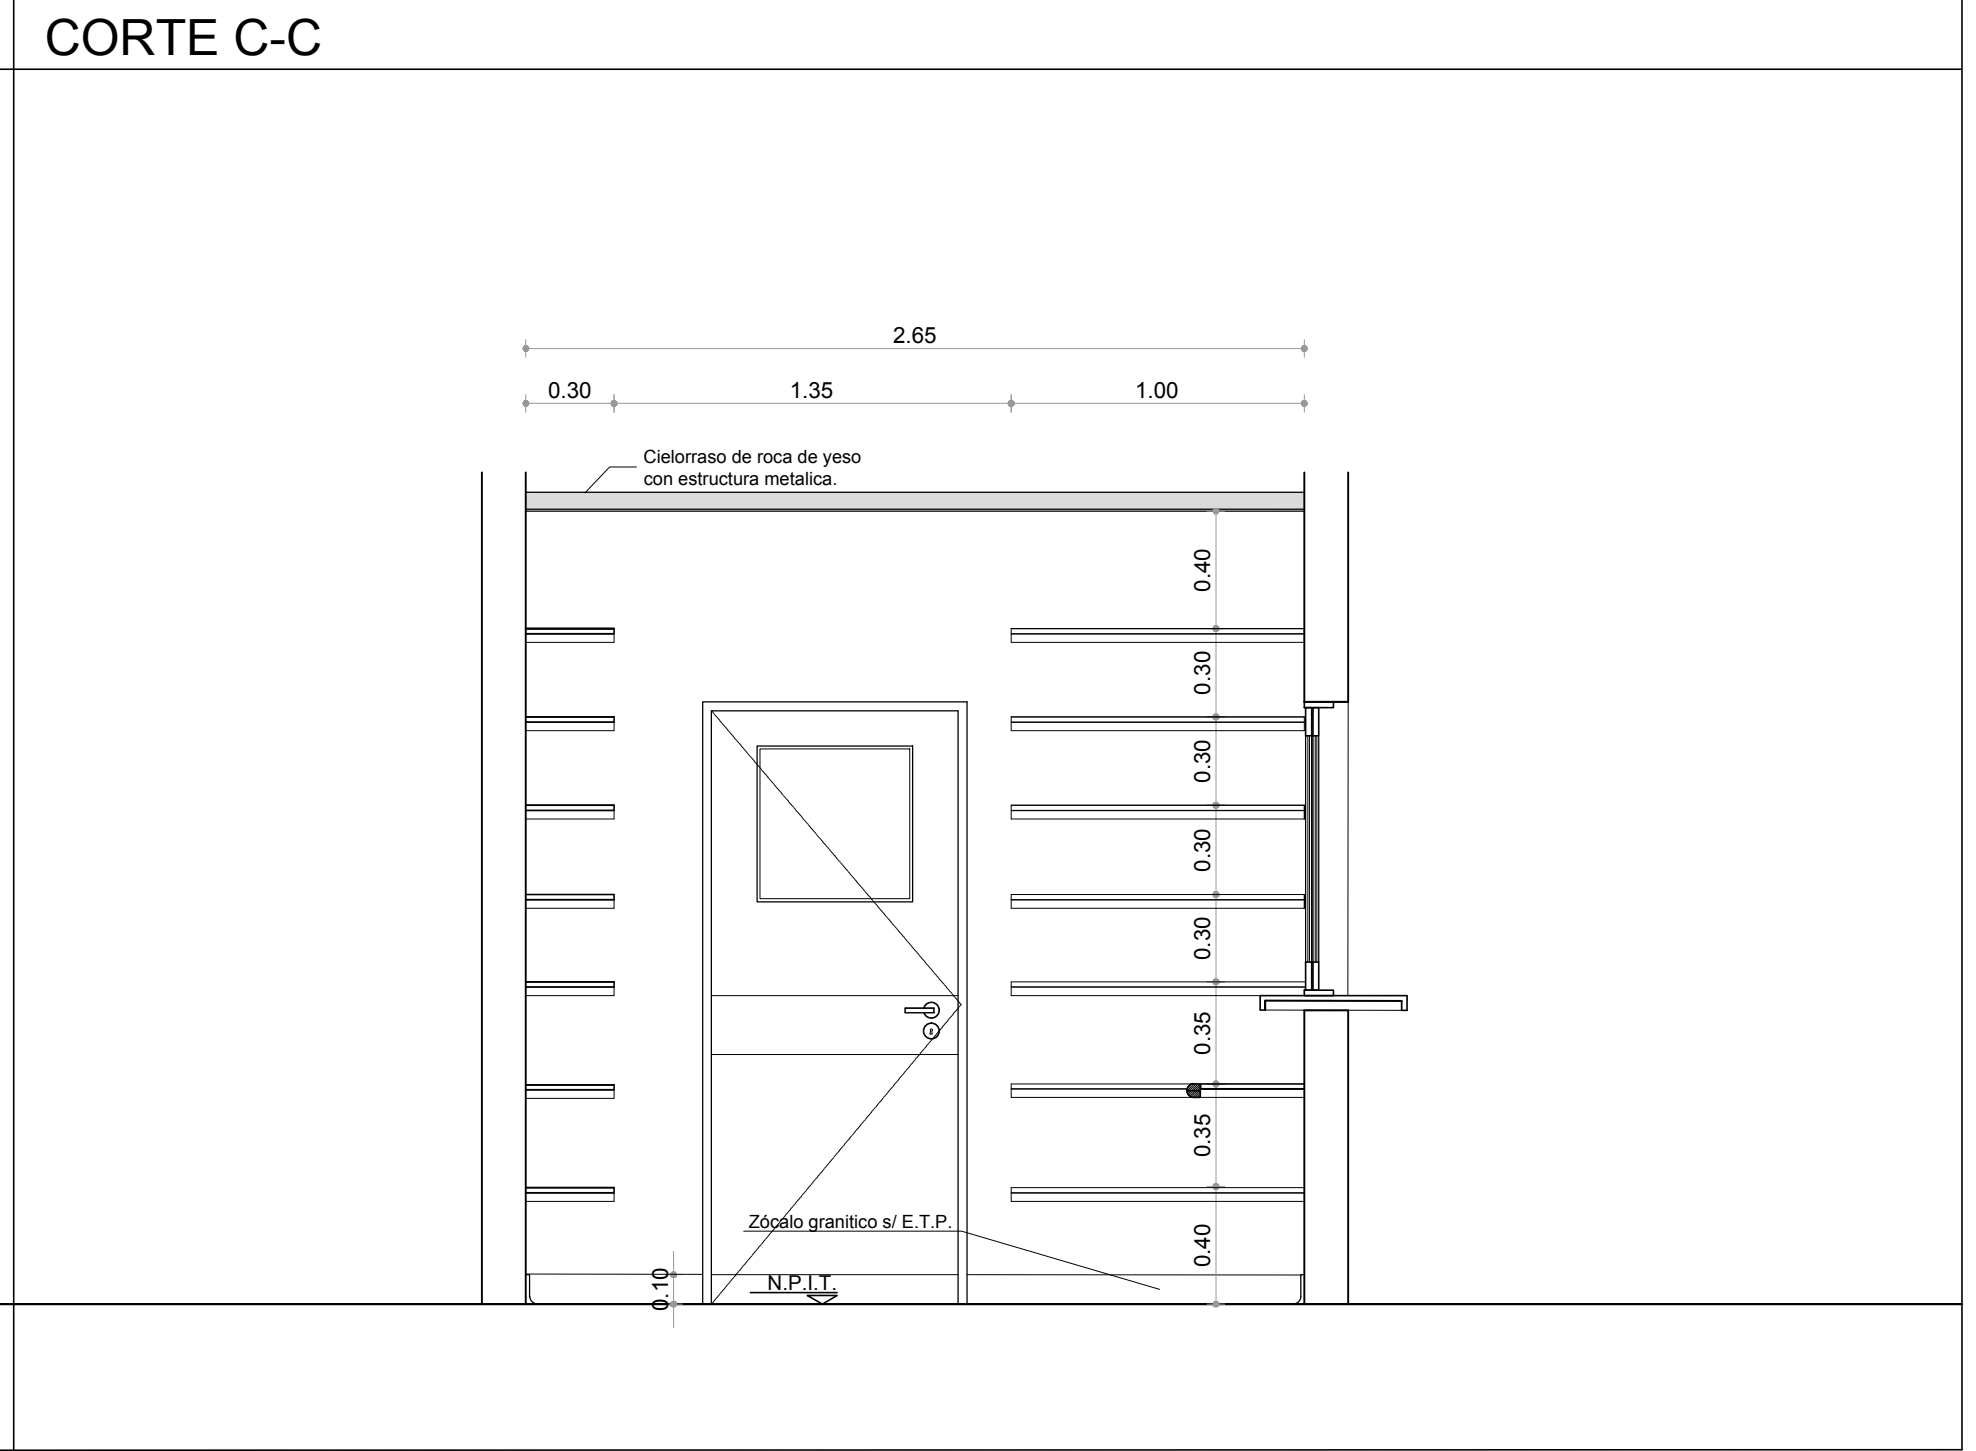 CORTE C-C
2.65
0.30 1.35 1.00
Cielorraso de roca de yeso
con estructura metalica.
0.40
0.30
0.30
0.30
0.30
0.35
0.35
Zócalo granitico s/ E.T.P.
0.40
0.10
N.P.I.T.